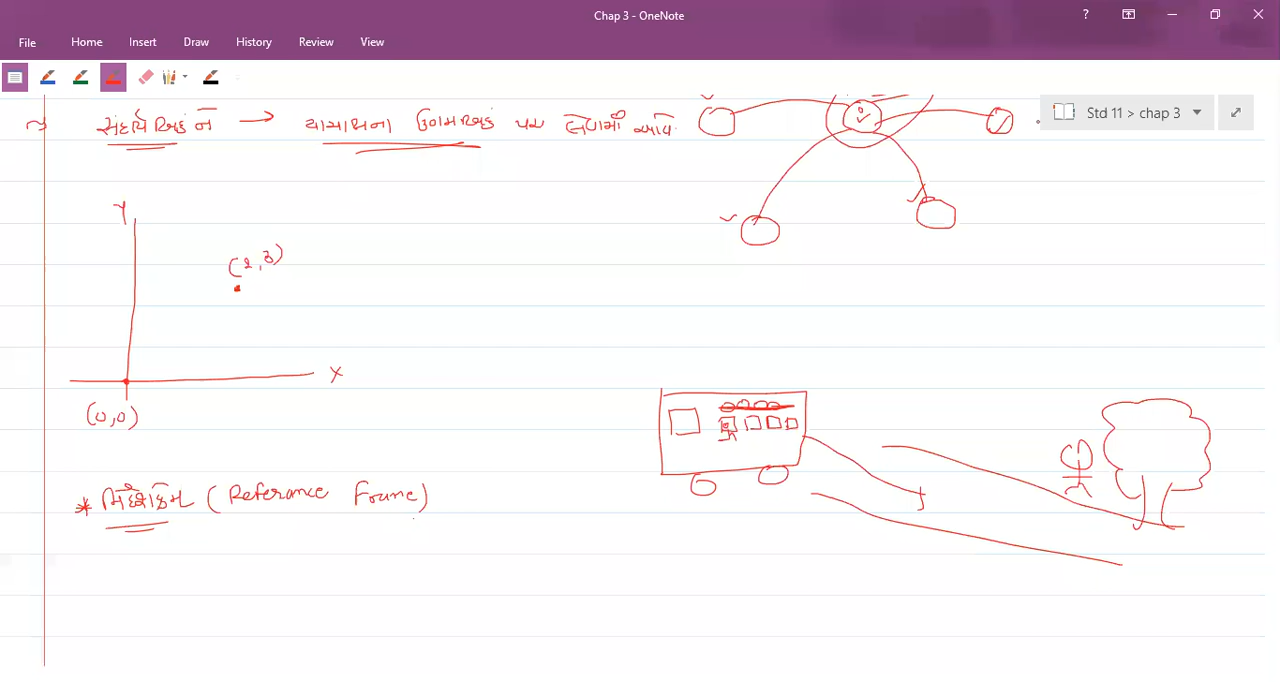 Chap 3 - OneNote
?
File Home Insert Draw History Review View
Std 11 > chap 3
સંદર્ભબિંદુને → યામાક્ષના ઉગમબિંદુ પર લેવામાં આવે.
Y
(2,3)
X
(0,0)
* નિર્દેશફ્રેમ (Referance Frame)